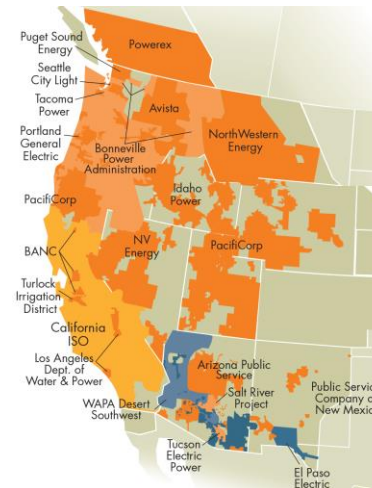 Powerex
Puget Sound
Energy
Seattle
City Light
Tacoma
Power
Portland
General
Electric
Avista
Bonneville
Power
Administration
NorthWestern
Energy
PacifiCorp
Idaho
Power
BANC
NV
Energy
PacifiCorp
Turlock
Irrigation
District
California
ISO
Los Angeles
Dept. of
Water & Power
Arizona Public
Service
WAPA Desert
Southwest
Salt River
Project
Public Servic
Company o
New Mexic
Tucson
Electric
Power
El Paso
Electric